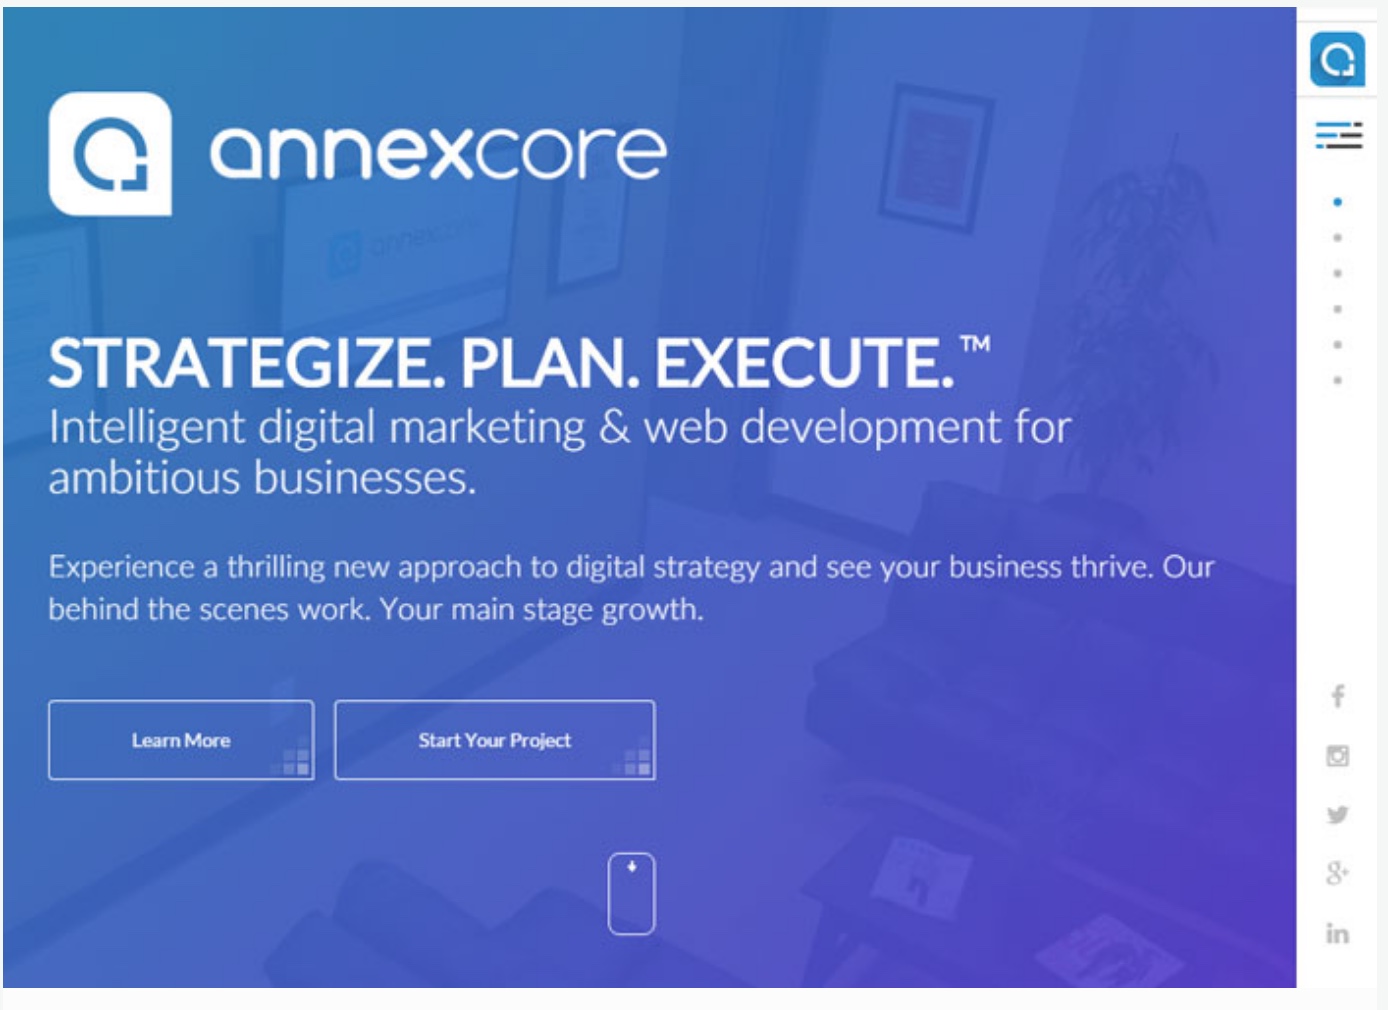 annexcore
annexcore
STRATEGIZE. PLAN. EXECUTE.™
Intelligent digital marketing & web development for
ambitious businesses.
Experience a thrilling new approach to digital strategy and see your business thrive. Our
behind the scenes work. Your main stage growth.
Learn More
Start Your Project